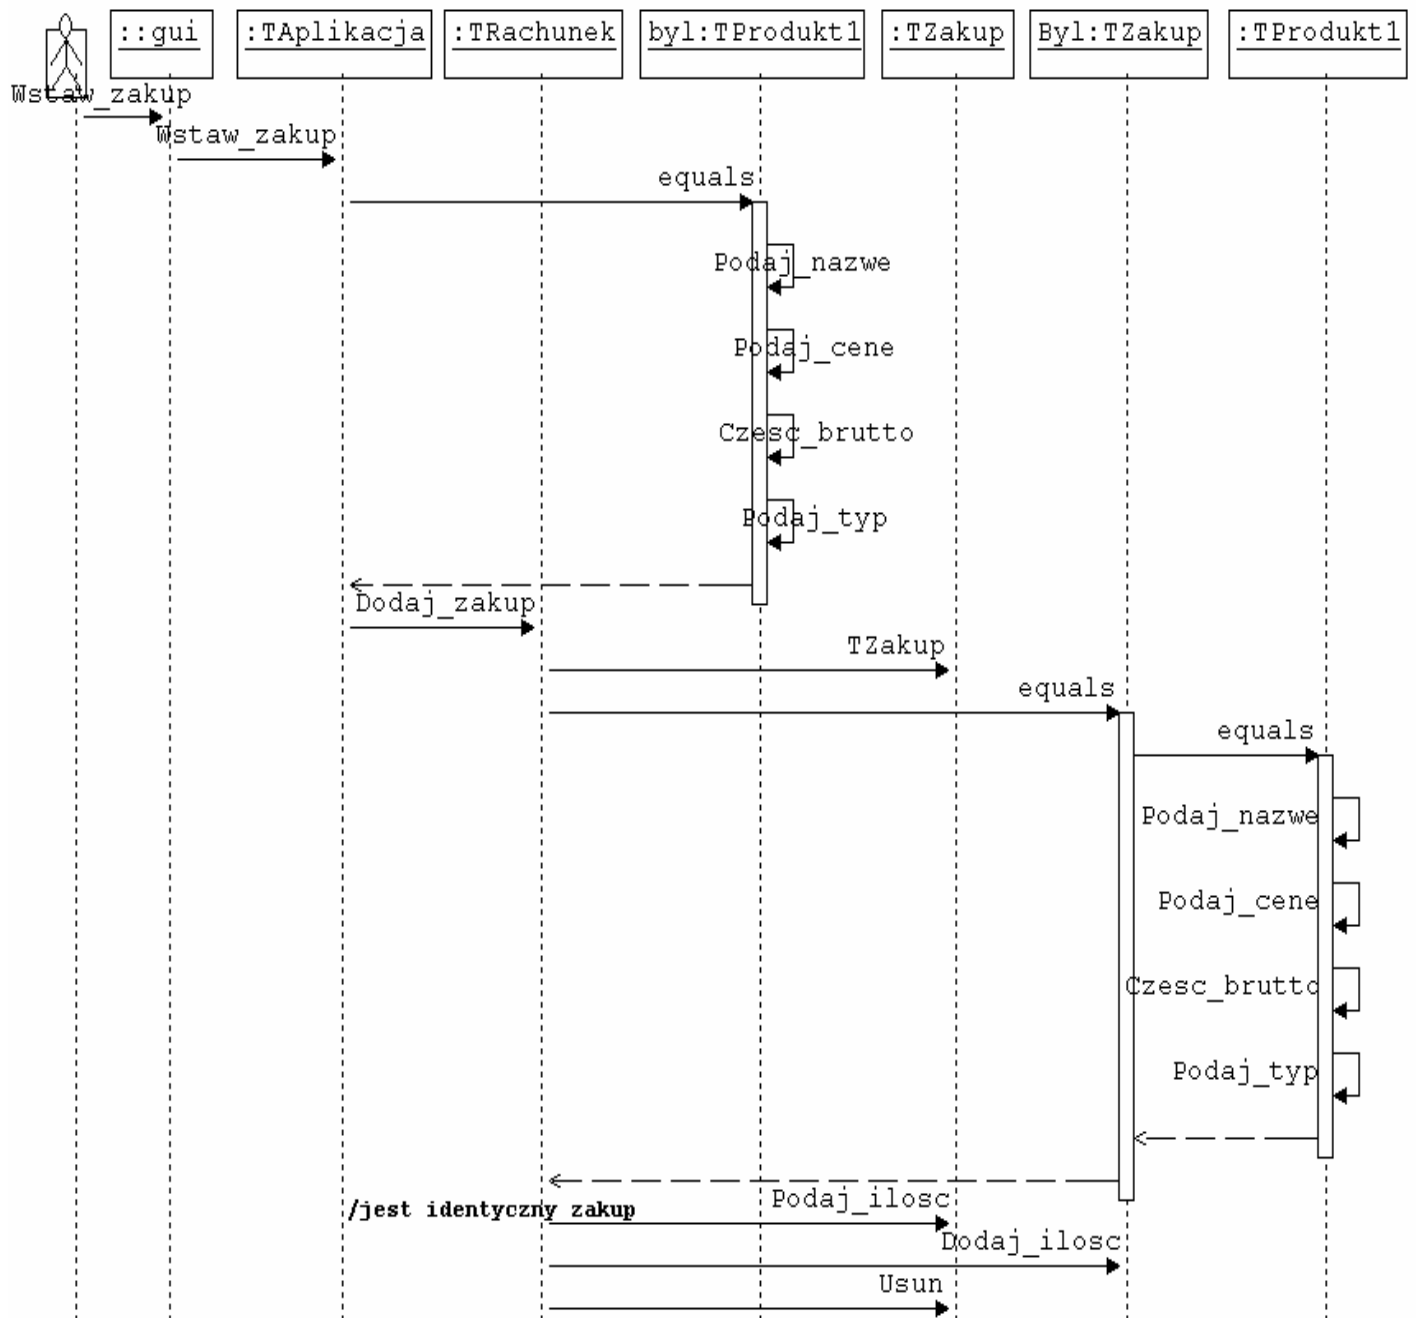 ::gui
:TAplikacja
:TRachunek
byl:TProdukt1
:TZakup
Byl:TZakup
:TProdukt1
Wstaw_zakup
Wstaw_zakup
equals
Podaj_nazwe
Podaj_cene
Czesc_brutto
Podaj_typ
Dodaj_zakup
TZakup
equals
equals
Podaj_nazwe
Podaj_cene
Czesc_brutto
Podaj_typ
/jest identyczny zakup
Podaj_ilosc
Dodaj_ilosc
Usun